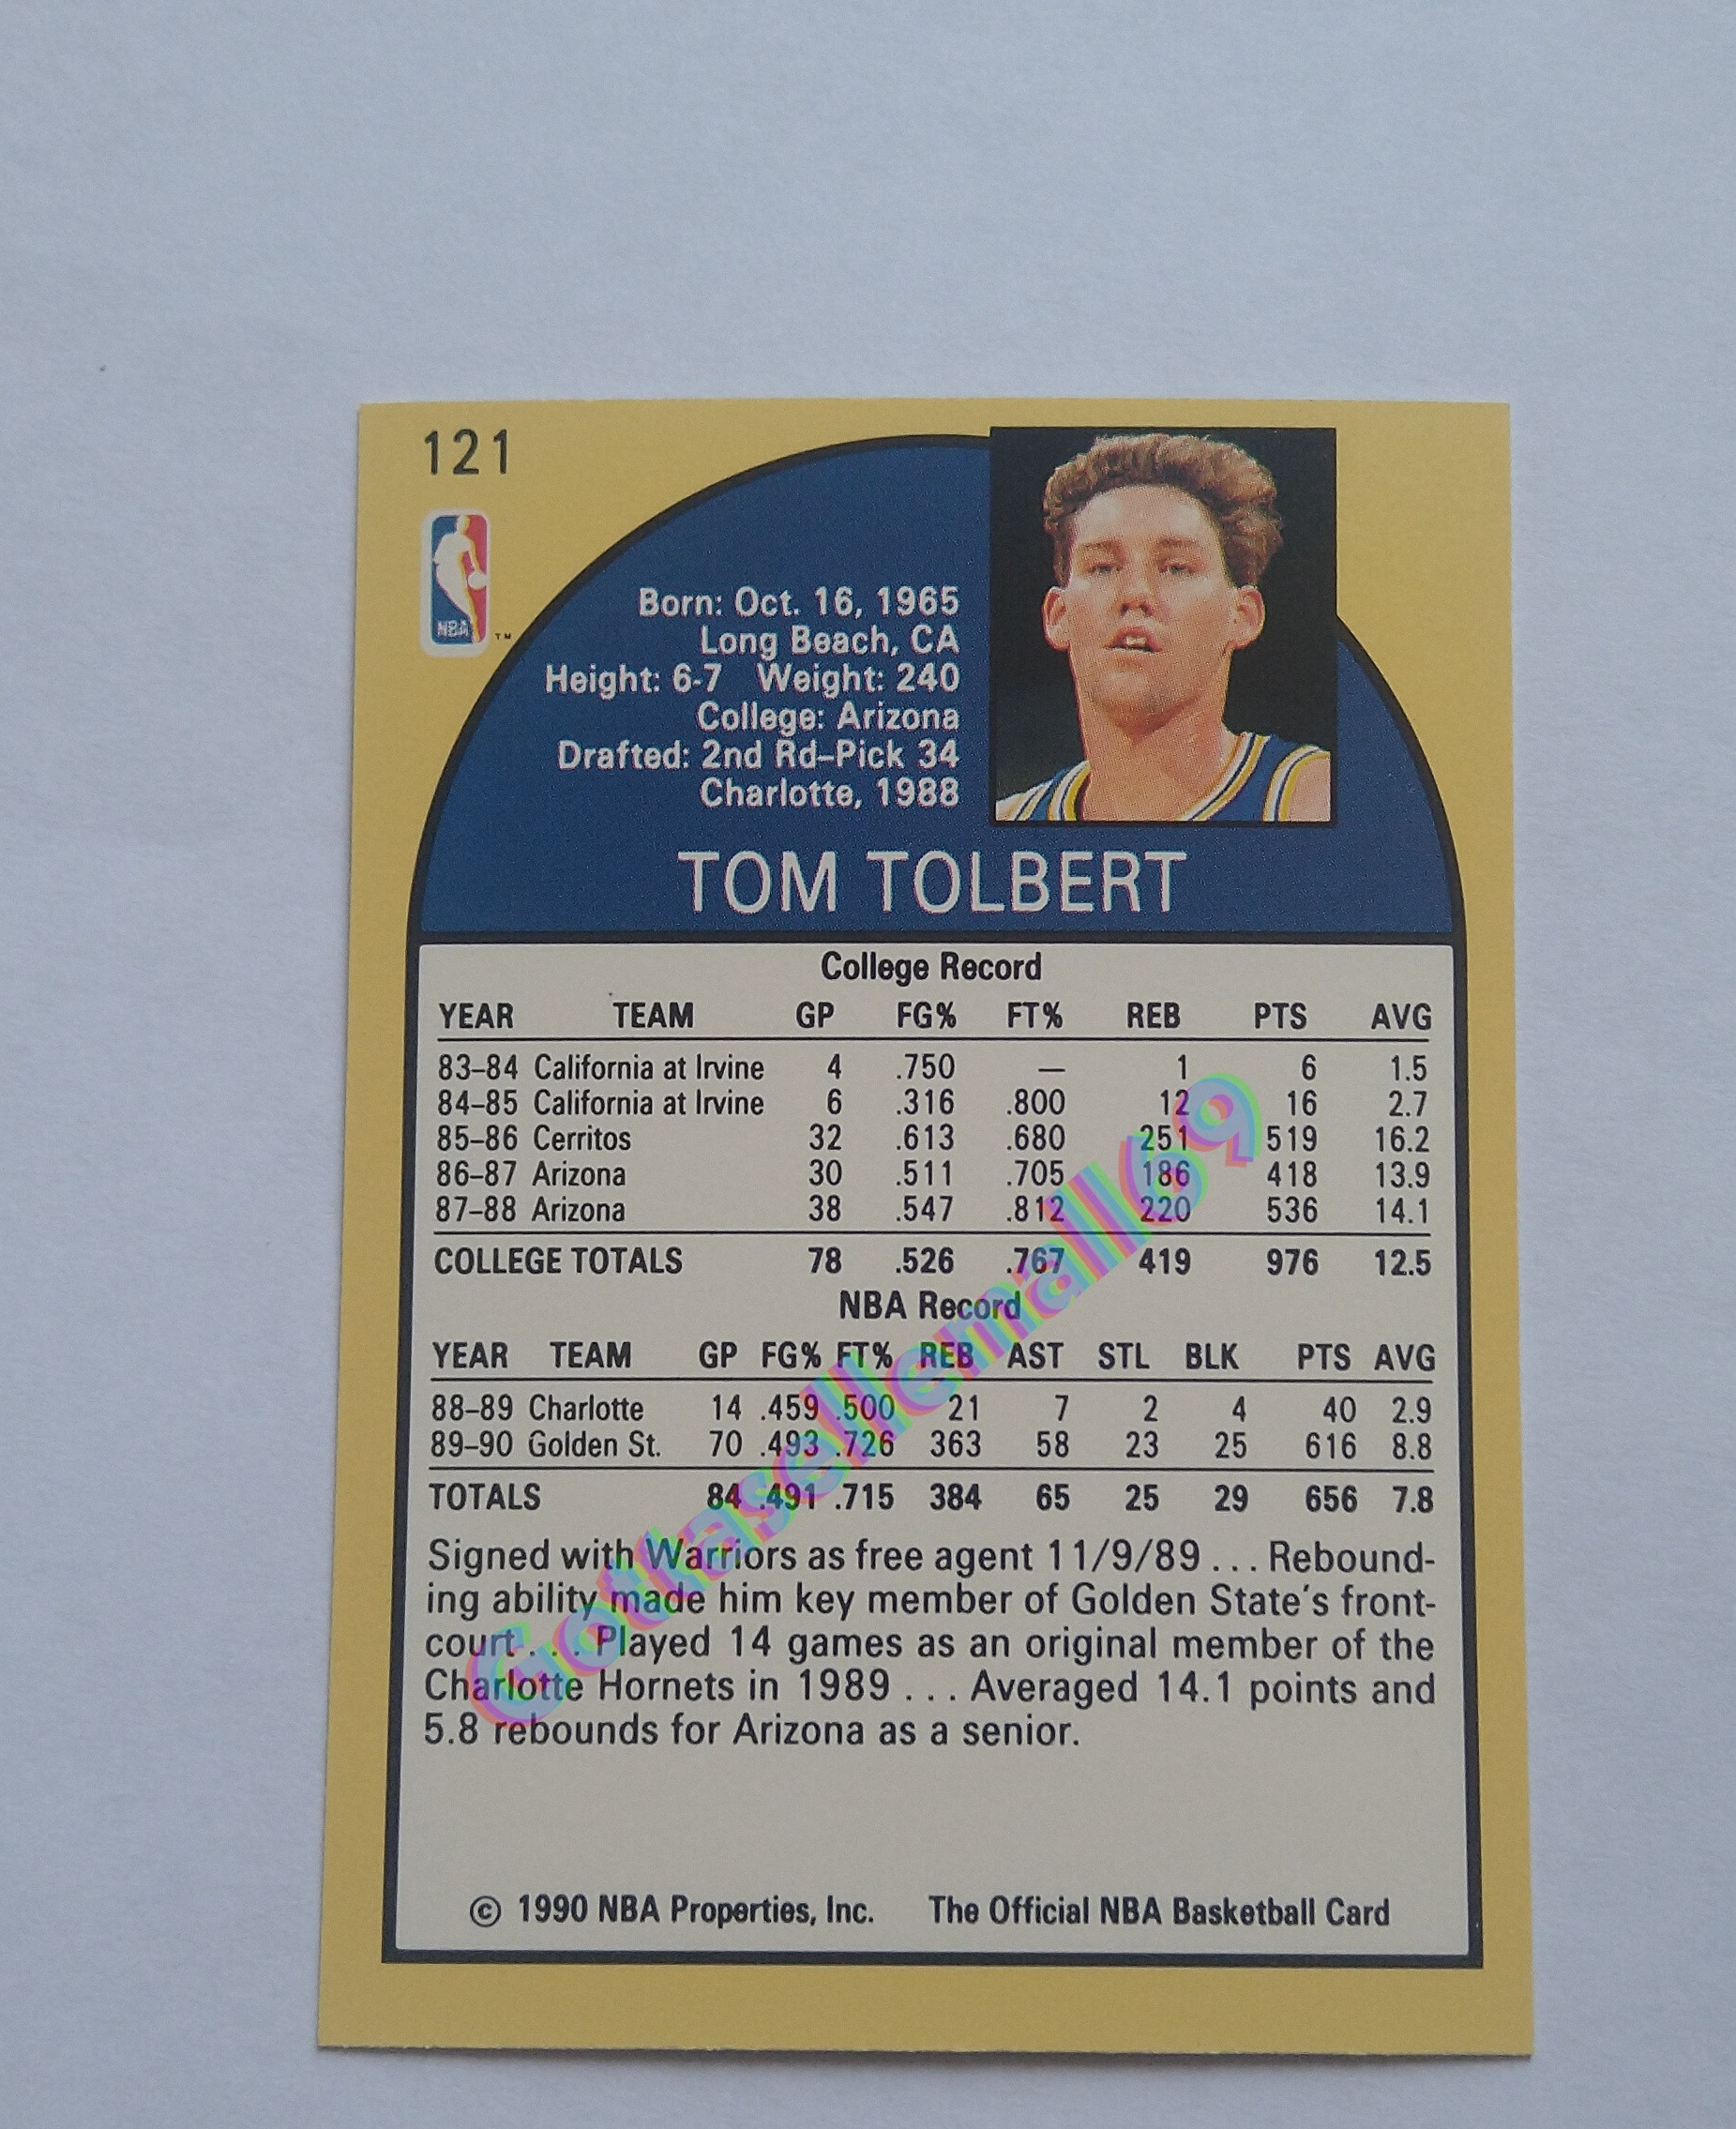 121
NBA
TM
Born: Oct. 16, 1965
Long Beach, CA
Height: 6-7 Weight: 240
College: Arizona
Drafted: 2nd Rd–Pick 34
Charlotte, 1988
TOM TOLBERT
College Record
YEAR TEAM GP FG% FT% REB PTS AVG
83–84 California at Irvine 4 .750 — 1 6 1.5
84–85 California at Irvine 6 .316 .800 12 16 2.7
85–86 Cerritos 32 .613 .680 251 519 16.2
86–87 Arizona 30 .511 .705 186 418 13.9
87–88 Arizona 38 .547 .812 220 536 14.1
COLLEGE TOTALS 78 .526 .767 419 976 12.5
NBA Record
YEAR TEAM GP FG% FT% REB AST STL BLK PTS AVG
88–89 Charlotte 14 .459 .500 21 7 2 4 40 2.9
89–90 Golden St. 70 .493 .726 363 58 23 25 616 8.8
TOTALS 84 .491 .715 384 65 25 29 656 7.8
Signed with Warriors as free agent 11/9/89 . . . Rebound-
ing ability made him key member of Golden State's front-
court . . . Played 14 games as an original member of the
Charlotte Hornets in 1989 . . . Averaged 14.1 points and
5.8 rebounds for Arizona as a senior.
© 1990 NBA Properties, Inc. The Official NBA Basketball Card
Gottasellemall69